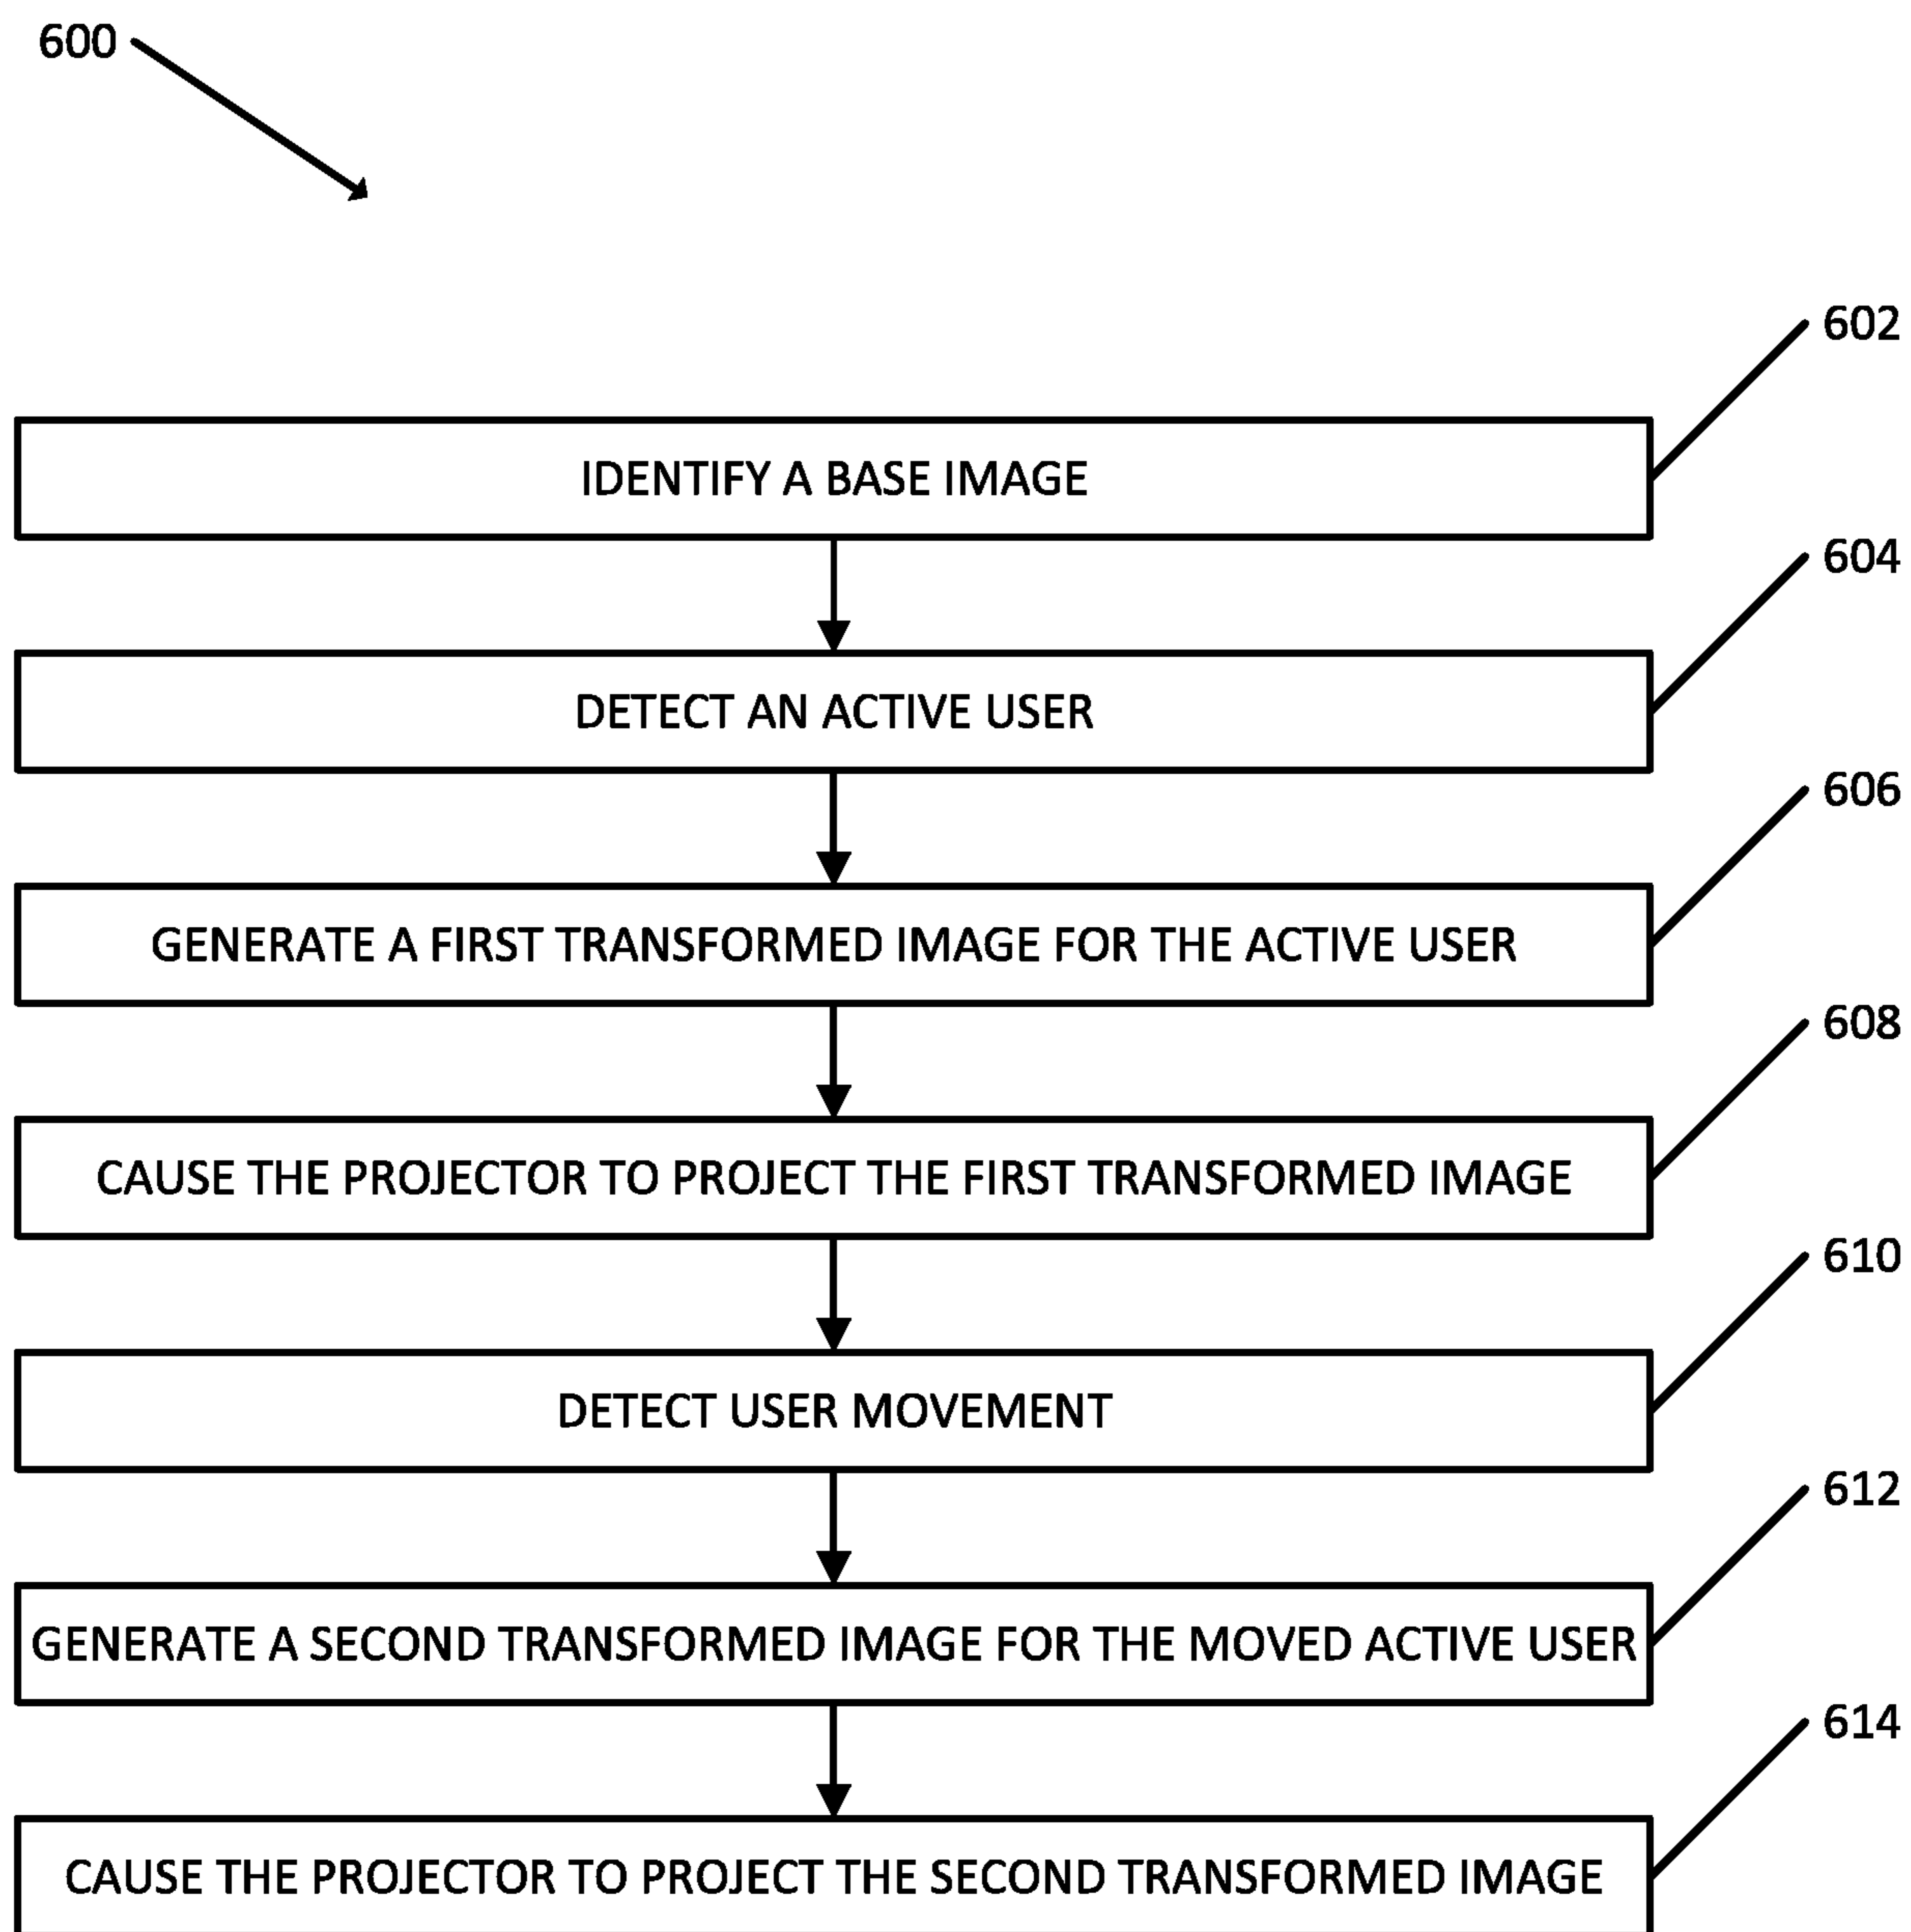 600
602
IDENTIFY A BASE IMAGE
604
DETECT AN ACTIVE USER
606
GENERATE A FIRST TRANSFORMED IMAGE FOR THE ACTIVE USER
608
CAUSE THE PROJECTOR TO PROJECT THE FIRST TRANSFORMED IMAGE
610
DETECT USER MOVEMENT
612
GENERATE A SECOND TRANSFORMED IMAGE FOR THE MOVED ACTIVE USER
614
CAUSE THE PROJECTOR TO PROJECT THE SECOND TRANSFORMED IMAGE